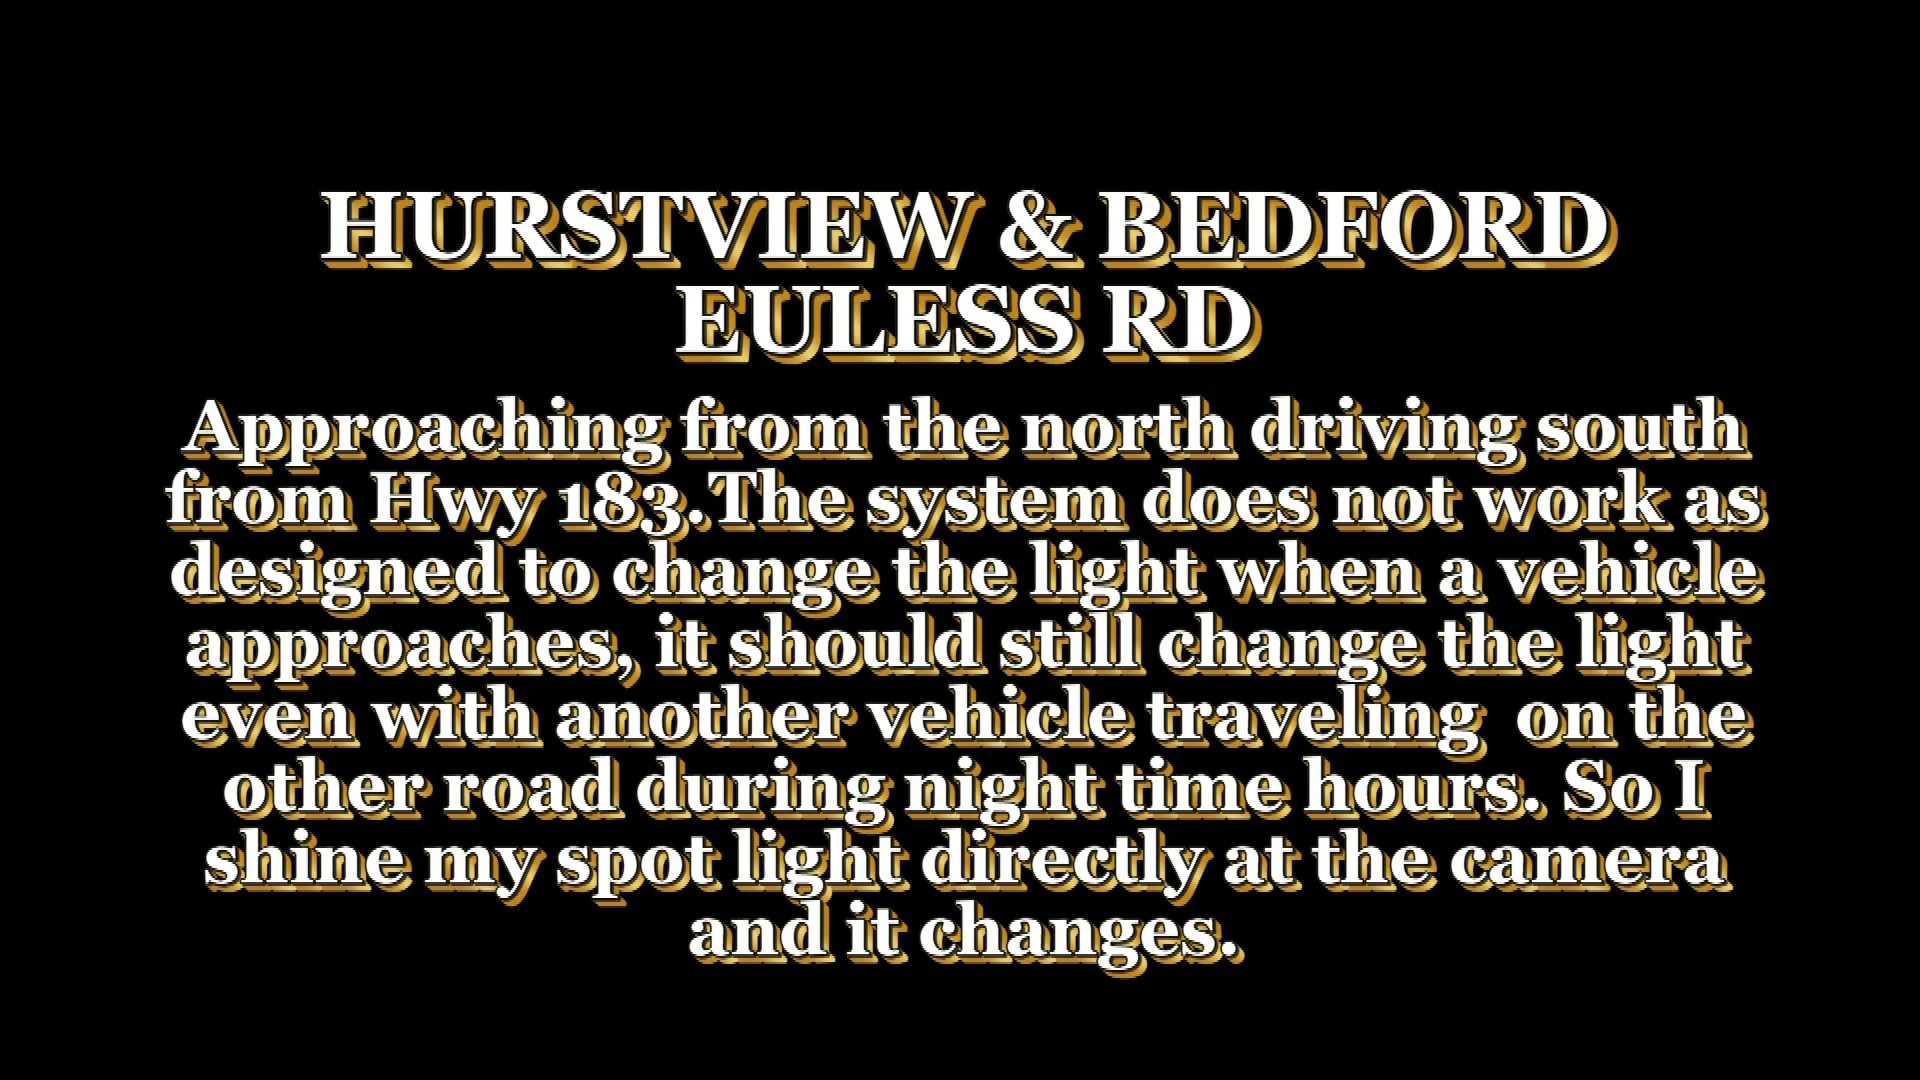 HURSTVIEW & BEDFORD
EULESS RD
Approaching from the north driving south
from Hwy 183.The system does not work as
designed to change the light when a vehicle
approaches, it should still change the light
even with another vehicle traveling  on the
other road during night time hours. So I
shine my spot light directly at the camera
and it changes.